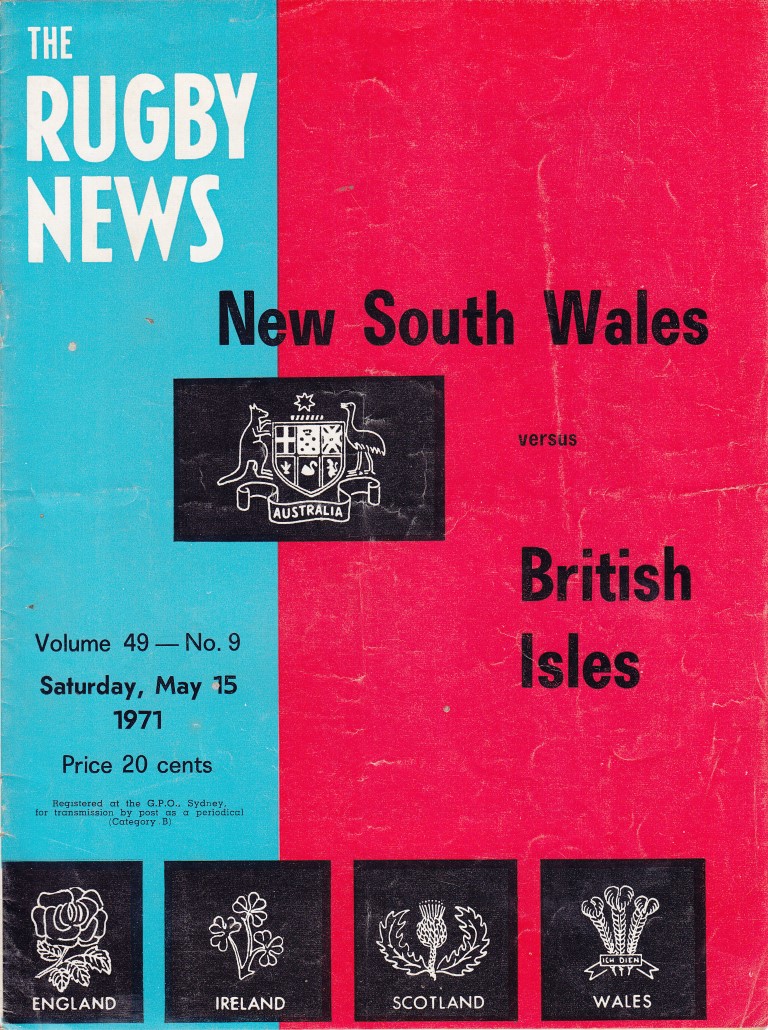 THE
RUGBY
NEWS
New South Wales
AUSTRALIA
versus
British
Isles
Volume 49 — No. 9
Saturday, May 15
1971
Price 20 cents
Registered at the G.P.O., Sydney,
for transmission by post as a periodical
(Category B)
ENGLAND
IRELAND
SCOTLAND
ICH DIEN
WALES